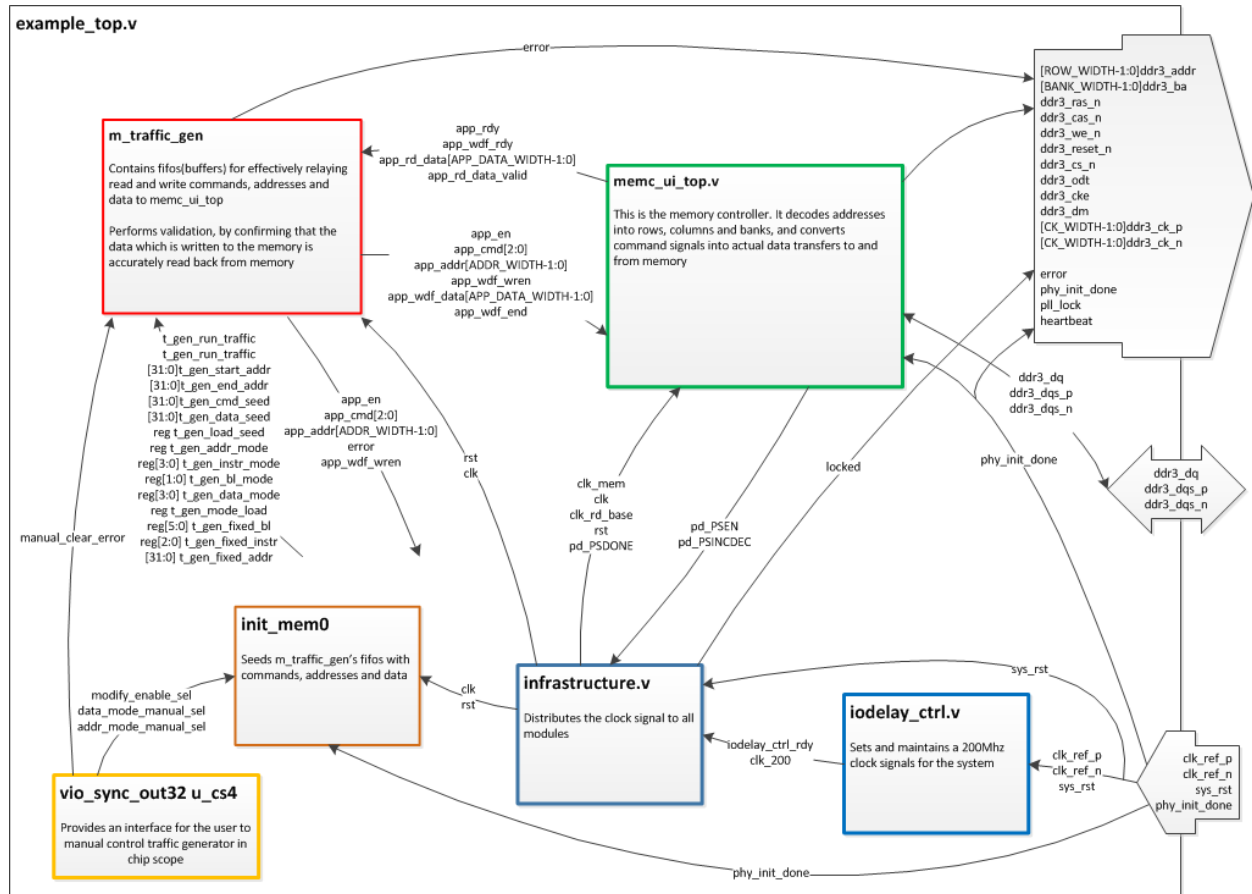 example_top.v
error
[ROW_WIDTH-1:0]ddr3_addr
[BANK_WIDTH-1:0]ddr3_ba
ddr3_ras_n
ddr3_cas_n
ddr3_we_n
ddr3_reset_n
ddr3_cs_n
ddr3_odt
ddr3_cke
ddr3_dm
[CK_WIDTH-1:0]ddr3_ck_p
[CK_WIDTH-1:0]ddr3_ck_n
error
phy_init_done
pll_lock
heartbeat
m_traffic_gen
Contains fifos(buffers) for effectively relaying
read and write commands, addresses and
data to memc_ui_top
Performs validation, by confirming that the
data which is written to the memory is
accurately read back from memory
app_rdy
app_wdf_rdy
app_rd_data[APP_DATA_WIDTH-1:0]
app_rd_data_valid
app_en
app_cmd[2:0]
app_addr[ADDR_WIDTH-1:0]
app_wdf_wren
app_wdf_data[APP_DATA_WIDTH-1:0]
app_wdf_end
memc_ui_top.v
This is the memory controller. It decodes addresses
into rows, columns and banks, and converts
command signals into actual data transfers to and
from memory
t_gen_run_traffic
t_gen_run_traffic
[31:0]t_gen_start_addr
[31:0]t_gen_end_addr
[31:0]t_gen_cmd_seed
[31:0]t_gen_data_seed
reg t_gen_load_seed
reg t_gen_addr_mode
reg[3:0] t_gen_instr_mode
reg[1:0] t_gen_bl_mode
reg[3:0] t_gen_data_mode
reg t_gen_mode_load
reg[5:0] t_gen_fixed_bl
reg[2:0] t_gen_fixed_instr
[31:0] t_gen_fixed_addr
app_en
app_cmd[2:0]
app_addr[ADDR_WIDTH-1:0]
error
app_wdf_wren
rst
clk
clk_mem
clk
clk_rd_base
rst
pd_PSDONE
pd_PSEN
pd_PSINCDEC
locked
phy_init_done
ddr3_dq
ddr3_dqs_p
ddr3_dqs_n
ddr3_dq
ddr3_dqs_p
ddr3_dqs_n
manual_clear_error
init_mem0
Seeds m_traffic_gen's fifos with
commands, addresses and data
modify_enable_sel
data_mode_manual_sel
addr_mode_manual_sel
clk
rst
infrastructure.v
Distributes the clock signal to all
modules
sys_rst
iodelay_ctrl_rdy
clk_200
iodelay_ctrl.v
Sets and maintains a 200Mhz
clock signals for the system
clk_ref_p
clk_ref_n
sys_rst
clk_ref_p
clk_ref_n
sys_rst
phy_init_done
vio_sync_out32 u_cs4
Provides an interface for the user to
manual control traffic generator in
chip scope
phy_init_done